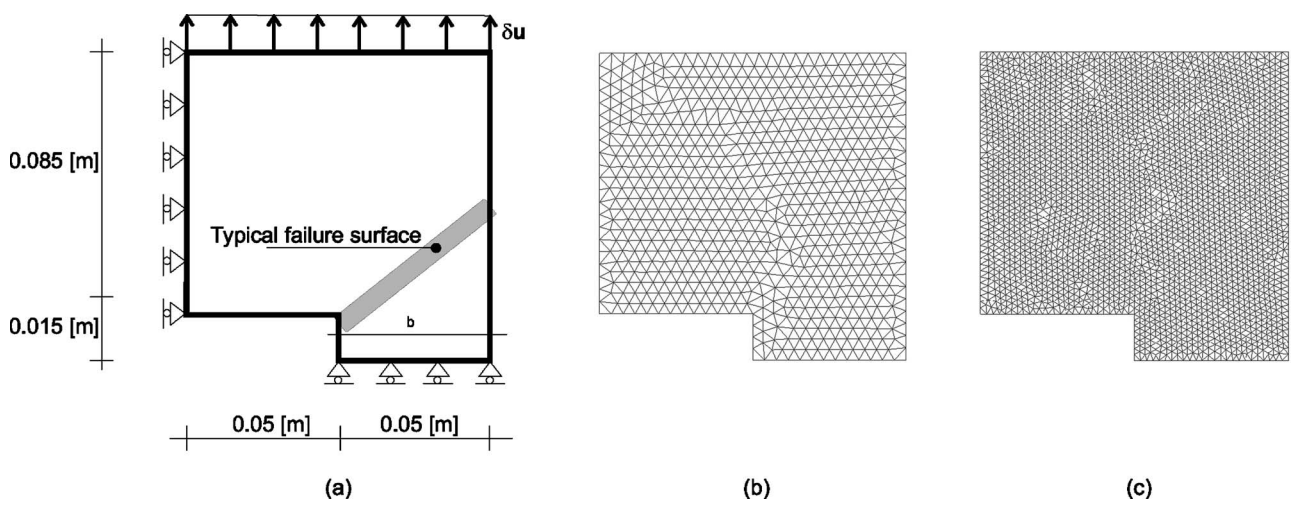 δu
0.085 [m]
Typical failure surface
0.015 [m]
b
0.05 [m]
0.05 [m]
(a)
(b)
(c)